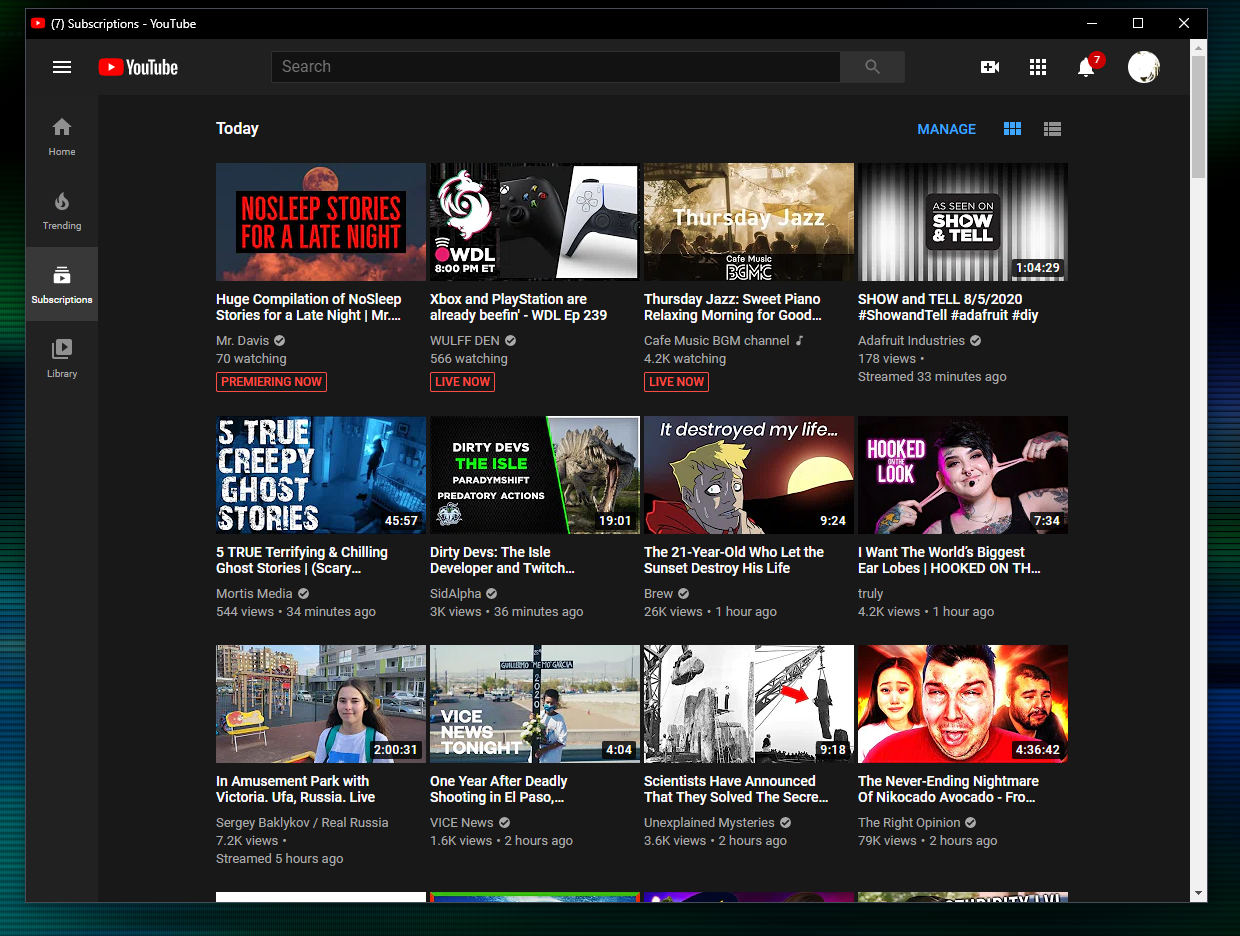 (7) Subscriptions - YouTube
YouTube
Search
7
Home
Trending
Subscriptions
Library
Today
MANAGE
NOSLEEP STORIES
FOR A LATE NIGHT
WDL
8:00 PM ET
Thursday Jazz
Cafe Music
BGMC
AS SEEN ON
SHOW
& TELL
1:04:29
Huge Compilation of NoSleep
Stories for a Late Night | Mr....
Mr. Davis
70 watching
PREMIERING NOW
Xbox and PlayStation are
already beefin' - WDL Ep 239
WULFF DEN
566 watching
LIVE NOW
Thursday Jazz: Sweet Piano
Relaxing Morning for Good...
Cafe Music BGM channel
4.2K watching
LIVE NOW
SHOW and TELL 8/5/2020
#ShowandTell #adafruit #diy
Adafruit Industries
178 views •
Streamed 33 minutes ago
5 TRUE
CREEPY
GHOST
STORIES
45:57
DIRTY DEVS
THE ISLE
PARADYMSHIFT
PREDATORY ACTIONS
19:01
It destroyed my life...
9:24
HOOKED
ON THE
LOOK
7:34
5 TRUE Terrifying & Chilling
Ghost Stories | (Scary...
Mortis Media
544 views • 34 minutes ago
Dirty Devs: The Isle
Developer and Twitch...
SidAlpha
3K views • 36 minutes ago
The 21-Year-Old Who Let the
Sunset Destroy His Life
Brew
26K views • 1 hour ago
I Want The World's Biggest
Ear Lobes | HOOKED ON TH...
truly
4.2K views • 1 hour ago
2:00:31
GUILLERMO MEMO GARCIA
2020
VICE
NEWS
TONIGHT
4:04
9:18
4:36:42
In Amusement Park with
Victoria. Ufa, Russia. Live
Sergey Baklykov / Real Russia
7.2K views •
Streamed 5 hours ago
One Year After Deadly
Shooting in El Paso,...
VICE News
1.6K views • 2 hours ago
Scientists Have Announced
That They Solved The Secre...
Unexplained Mysteries
3.6K views • 2 hours ago
The Never-Ending Nightmare
Of Nikocado Avocado - Fro...
The Right Opinion
79K views • 2 hours ago